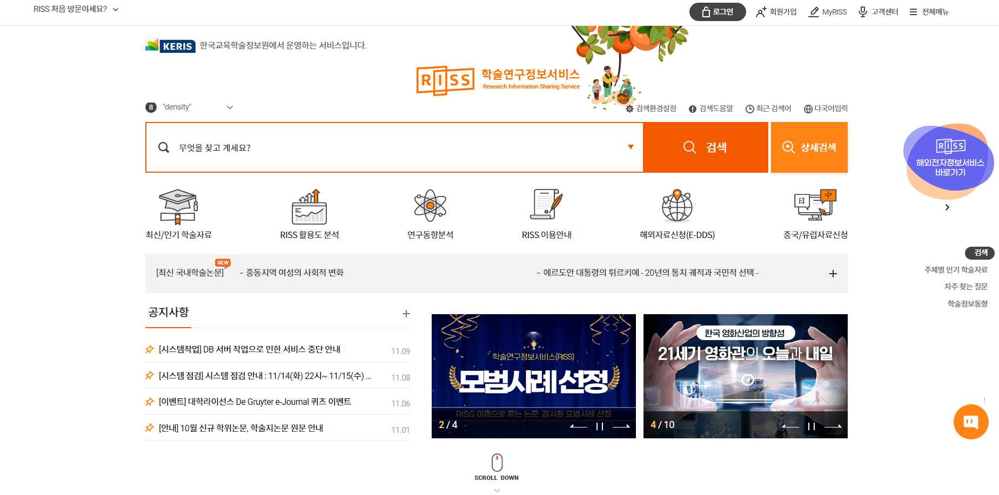 RISS 처음 방문이세요?
로그인
회원가입
MyRISS
고객센터
전체메뉴
KERIS 한국교육학술정보원에서 운영하는 서비스입니다.
RISS 학술연구정보서비스
Research Information Sharing Service
8 "density"
검색환경설정
검색도움말
최근 검색어
다국어입력
무엇을 찾고 계세요?
검색
상세검색
RISS
해외전자정보서비스
바로가기
日
中
최신/인기 학술자료
RISS 활용도 분석
연구동향분석
RISS 이용안내
해외자료신청(E-DDS)
중국/유럽자료신청
검색
주제별 인기 학술자료
자주 찾는 질문
학술정보동향
NEW
[최신 국내학술논문]
- 중동지역 여성의 사회적 변화
- 에르도안 대통령의 튀르키예 - 20년의 통치 궤적과 국민적 선택 -
공지사항
[시스템작업] DB 서버 작업으로 인한 서비스 중단 안내 11.09
[시스템 점검] 시스템 점검 안내 : 11/14(화) 22시~ 11/15(수) ... 11.08
[이벤트] 대학라이선스 De Gruyter e-Journal 퀴즈 이벤트 11.06
[안내] 10월 신규 학위논문, 학술지논문 원문 안내 11.01
학술연구정보서비스(RISS)
모범사례 선정
RISS 마음으로 듣는 논문, 감사원 모범사례 선정
2 / 4
한국 영화산업의 방향성
21세기 영화관의 오늘과 내일
4 / 10
!
SCROLL DOWN